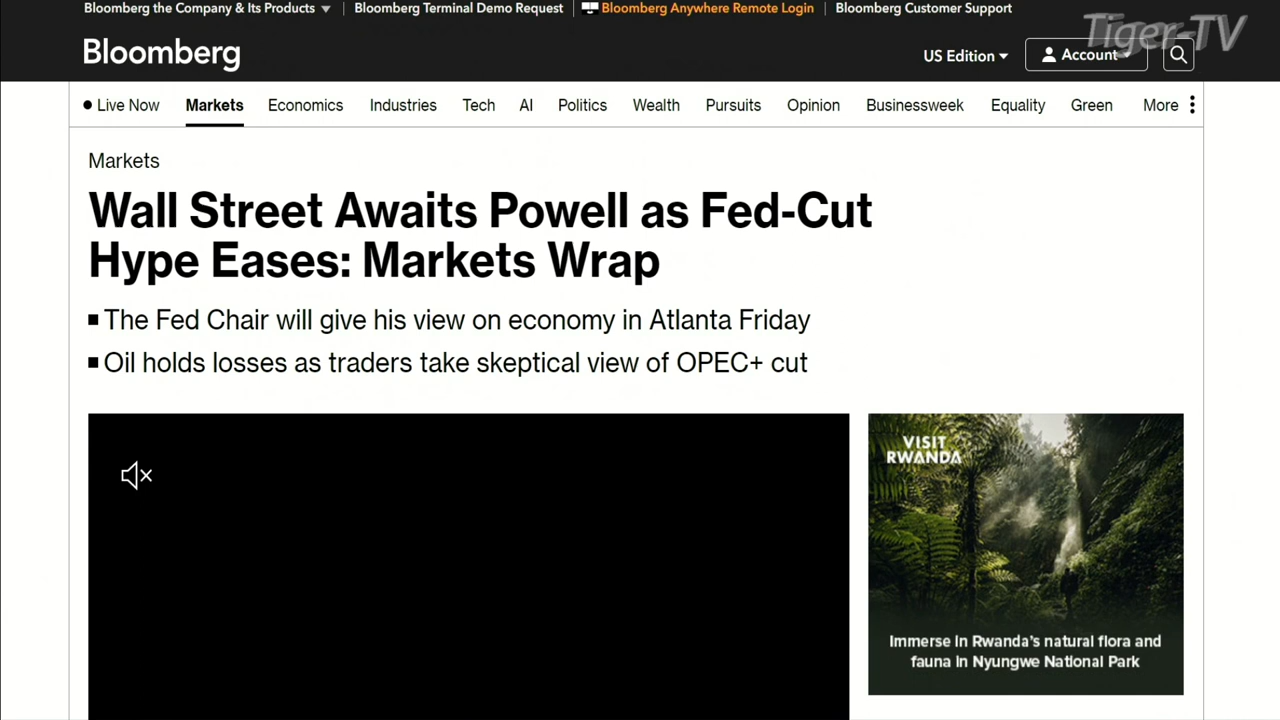 Bloomberg the Company & Its Products
Bloomberg Terminal Demo Request
Bloomberg Anywhere Remote Login
Bloomberg Customer Support
Tiger-TV
Bloomberg
US Edition
Account
Live Now
Markets
Economics
Industries
Tech
AI
Politics
Wealth
Pursuits
Opinion
Businessweek
Equality
Green
More
Markets
Wall Street Awaits Powell as Fed-Cut
Hype Eases: Markets Wrap
The Fed Chair will give his view on economy in Atlanta Friday
Oil holds losses as traders take skeptical view of OPEC+ cut
VISIT
RWANDA
Immerse in Rwanda's natural flora and
fauna in Nyungwe National Park